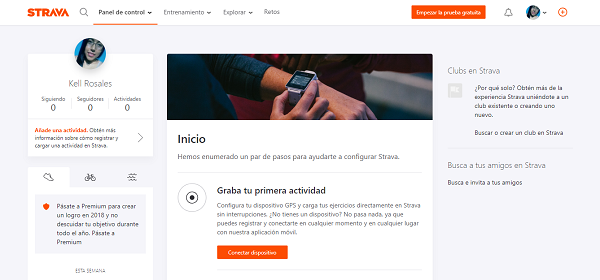 STRAVA
Panel de control
Entrenamiento
Explorar
Retos
Empezar la prueba gratuita
Kell Rosales
Siguiendo
0
Seguidores
0
Actividades
0
Añade una actividad. Obtén más
información sobre cómo registrar y
cargar una actividad en Strava.
Pásate a Premium para crear
un logro en 2018 y no
descuidar tu objetivo durante
todo el año. Pásate a
Premium
ESTA SEMANA
Inicio
Hemos enumerado un par de pasos para ayudarte a configurar Strava.
Graba tu primera actividad
Configura tu dispositivo GPS y carga tus ejercicios directamente en Strava
sin interrupciones. ¿No tienes un dispositivo? No pasa nada, ya que
puedes registrar y conectarte en cualquier momento y en cualquier lugar
con nuestra aplicación móvil.
Conectar dispositivo
Clubs en Strava
¿Por qué solo? Obtén más de la
experiencia Strava uniéndote a un
club existente o creando uno
nuevo.
Buscar o crear un club en Strava
Busca a tus amigos en Strava
Busca e invita a tus amigos